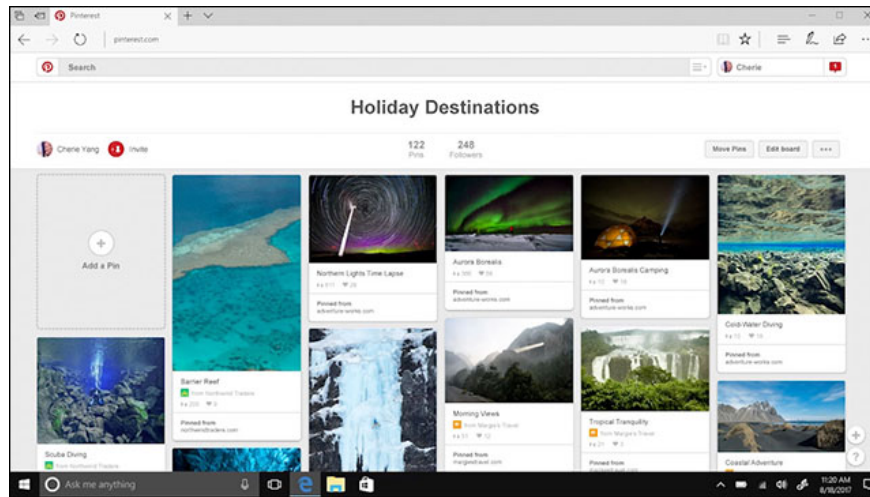 Pinterest
pinterest.com
Search
Cherie
Holiday Destinations
Cherie Yang
Invite
122
Pins
248
Followers
Move Pins
Edit board
Add a Pin
Scuba Diving
from Northwind Traders
Barrier Reef
from Northwind Traders
Pinned from
northwindtraders.com
Northern Lights Time Lapse
Pinned from
adventure-works.com
Morning Views
from Margie's Travel
Pinned from
margiestravel.com
Aurora Borealis
Pinned from
adventure-works.com
Aurora Borealis Camping
Pinned from
adventure-works.com
Tropical Tranquility
from Margie's Travel
Pinned from
Cold-Water Diving
Pinned from
adventure-works.com
Coastal Adventure
Ask me anything
11:20 AM
8/18/2017